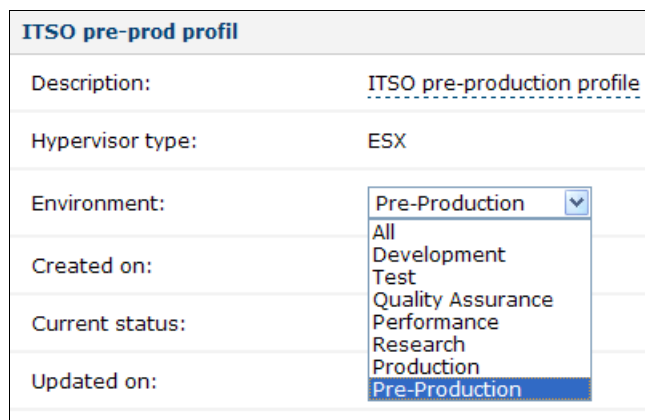 ITSO pre-prod profil
Description: ITSO pre-production profile
Hypervisor type: ESX
Environment: Pre-Production
All
Development
Created on:
Test
Quality Assurance
Current status: Performance
Research
Production
Updated on: Pre-Production